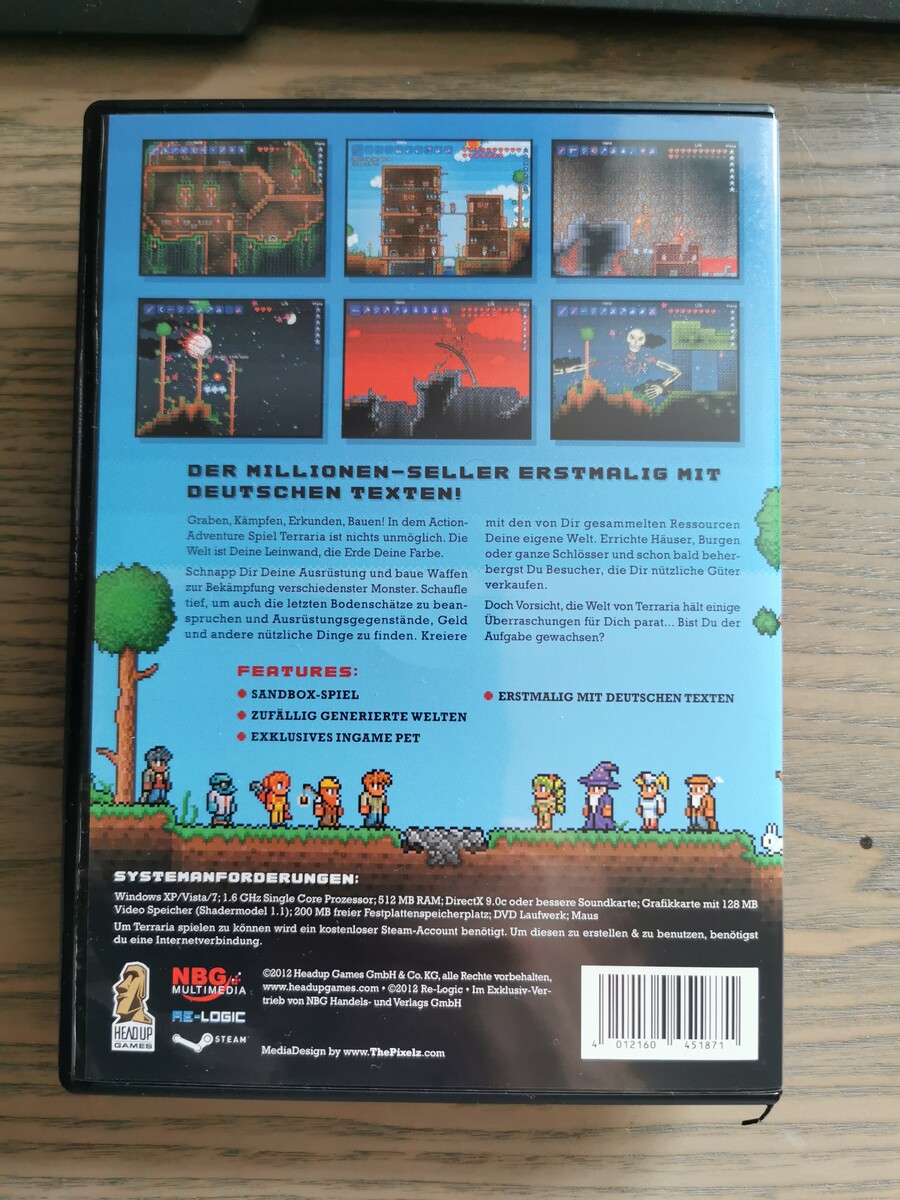 DER MILLIONEN-SELLER ERSTMALIG MIT
DEUTSCHEN TEXTEN!
Graben, Kämpfen, Erkunden, Bauen! In dem Action-
Adventure Spiel Terraria ist nichts unmöglich. Die
Welt ist Deine Leinwand, die Erde Deine Farbe.
Schnapp Dir Deine Ausrüstung und baue Waffen
zur Bekämpfung verschiedenster Monster. Schaufle
tief, um auch die letzten Bodenschätze zu bean-
spruchen und Ausrüstungsgegenstände, Geld
und andere nützliche Dinge zu finden. Kreiere
mit den von Dir gesammelten Ressourcen
Deine eigene Welt. Errichte Häuser, Burgen
oder ganze Schlösser und schon bald beher-
bergst Du Besucher, die Dir nützliche Güter
verkaufen.
Doch Vorsicht, die Welt von Terraria hält einige
Überraschungen für Dich parat... Bist Du der
Aufgabe gewachsen?
FEATURES:
SANDBOX-SPIEL
ZUFÄLLIG GENERIERTE WELTEN
EXKLUSIVES INGAME PET
ERSTMALIG MIT DEUTSCHEN TEXTEN
SYSTEMANFORDERUNGEN:
Windows XP/Vista/7; 1.6 GHz Single Core Prozessor; 512 MB RAM; DirectX 9.0c oder bessere Soundkarte; Grafikkarte mit 128 MB
Video Speicher (Shadermodel 1.1); 200 MB freier Festplattenspeicherplatz; DVD Laufwerk; Maus
Um Terraria spielen zu können wird ein kostenloser Steam-Account benötigt. Um diesen zu erstellen & zu benutzen, benötigst
du eine Internetverbindung.
HEADUP
GAMES
NBG
MULTIMEDIA
RE-LOGIC
STEAM
©2012 Headup Games GmbH & Co. KG, alle Rechte vorbehalten,
www.headupgames.com • ©2012 Re-Logic • Im Exklusiv-Ver-
trieb von NBG Handels- und Verlags GmbH
MediaDesign by www.ThePixelz.com
4 012160 451871